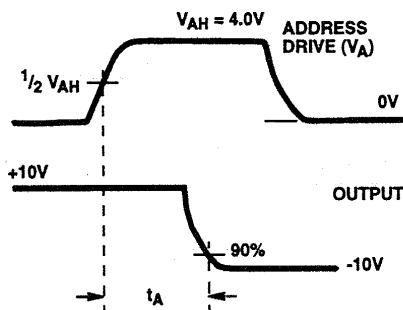 V_AH = 4.0V
ADDRESS
DRIVE (V_A)
1/2 V_AH
0V
+10V
OUTPUT
90%
-10V
t_A